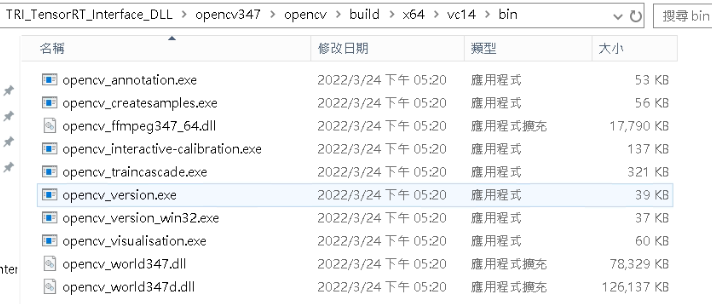 TRI_TensorRT_Interface_DLL > opencv347 > opencv > build > x64 > vc14 > bin 搜尋 bin
名稱 修改日期 類型 大小
opencv_annotation.exe 2022/3/24 下午 05:20 應用程式 53 KB
opencv_createsamples.exe 2022/3/24 下午 05:20 應用程式 56 KB
opencv_ffmpeg347_64.dll 2022/3/24 下午 05:20 應用程式擴充 17,790 KB
opencv_interactive-calibration.exe 2022/3/24 下午 05:20 應用程式 137 KB
opencv_traincascade.exe 2022/3/24 下午 05:20 應用程式 321 KB
opencv_version.exe 2022/3/24 下午 05:20 應用程式 39 KB
opencv_version_win32.exe 2022/3/24 下午 05:20 應用程式 37 KB
opencv_visualisation.exe 2022/3/24 下午 05:20 應用程式 60 KB
opencv_world347.dll 2022/3/24 下午 05:20 應用程式擴充 78,329 KB
opencv_world347d.dll 2022/3/24 下午 05:20 應用程式擴充 126,137 KB